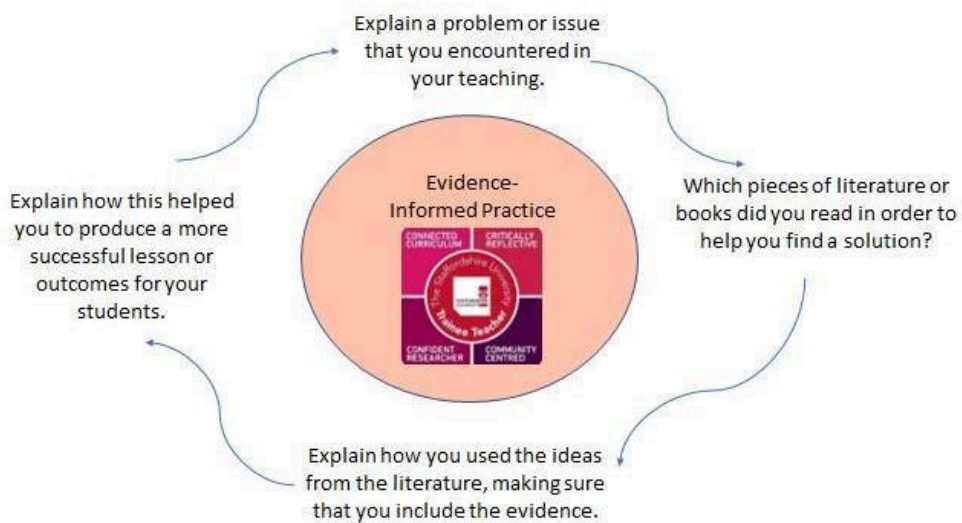 Explain a problem or issue
that you encountered in
your teaching.
Evidence-
Informed Practice
Which pieces of literature or
books did you read in order to
help you find a solution?
Explain how this helped
you to produce a more
successful lesson or
outcomes for your
students.
CONNECTED
CURRICULUM
CRITICALLY
REFLECTIVE
The Staffordshire University
Trainee Teacher
CONFIDENT
RESEARCHER
COMMUNITY
CENTRED
Explain how you used the ideas
from the literature, making sure
that you include the evidence.